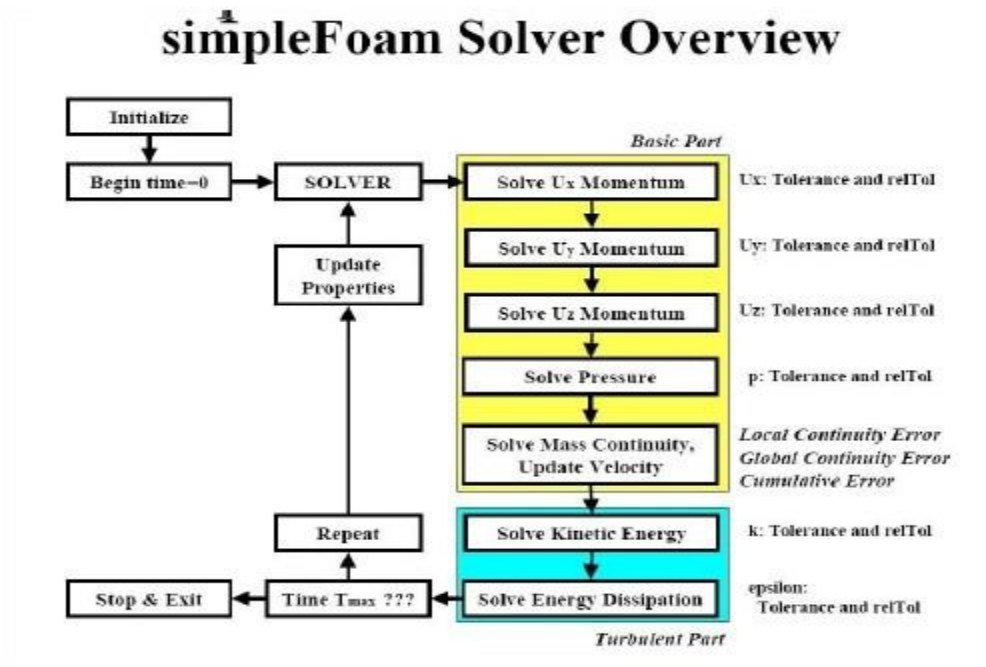 simpleFoam Solver Overview
Initialize
Begin time=0
SOLVER
Update
Properties
Repeat
Time Tmax ???
Stop & Exit
Basic Part
Solve Ux Momentum
Ux: Tolerance and relTol
Solve Uy Momentum
Uy: Tolerance and relTol
Solve Uz Momentum
Uz: Tolerance and relTol
Solve Pressure
p: Tolerance and relTol
Solve Mass Continuity,
Update Velocity
Local Continuity Error
Global Continuity Error
Cumulative Error
Solve Kinetic Energy
k: Tolerance and relTol
Solve Energy Dissipation
epsilon:
Tolerance and relTol
Turbulent Part